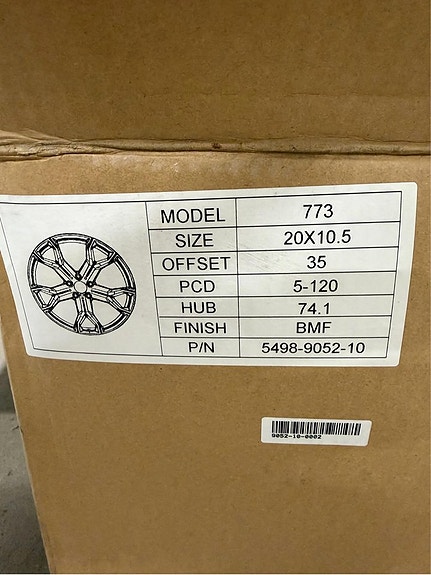 MODEL 773
SIZE 20X10.5
OFFSET 35
PCD 5-120
HUB 74.1
FINISH BMF
P/N 5498-9052-10
9052-10-0002